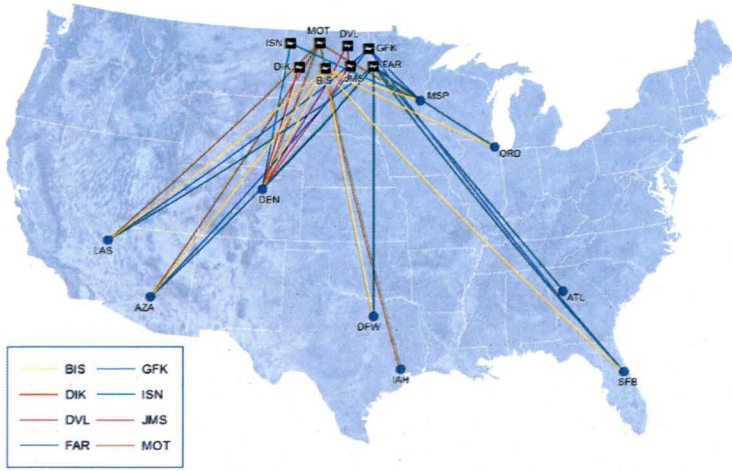 MOT
DVL
ISN
GFK
DIK
BIS
JMS
FAR
MSP
ORD
DEN
LAS
AZA
ATL
DFW
IAH
SFB
BIS GFK
DIK ISN
DVL JMS
FAR MOT